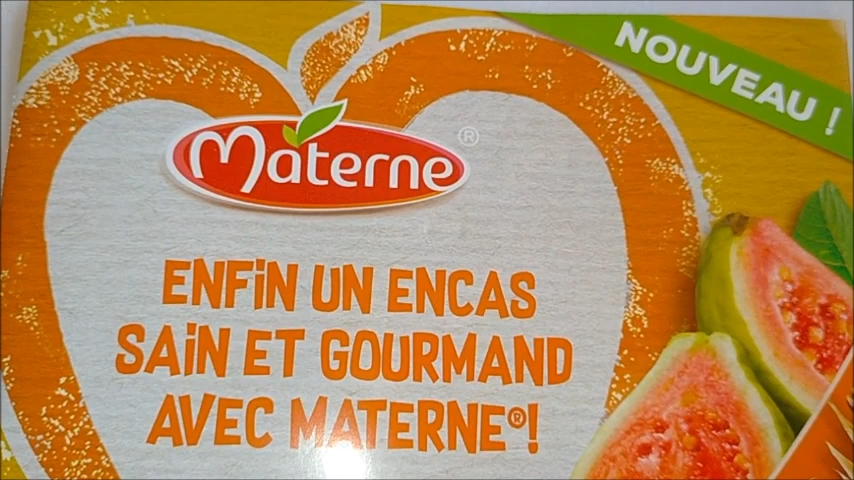 NOUVEAU !
Materne®
ENFIN UN ENCAS
SAIN ET GOURMAND
AVEC MATERNE®!